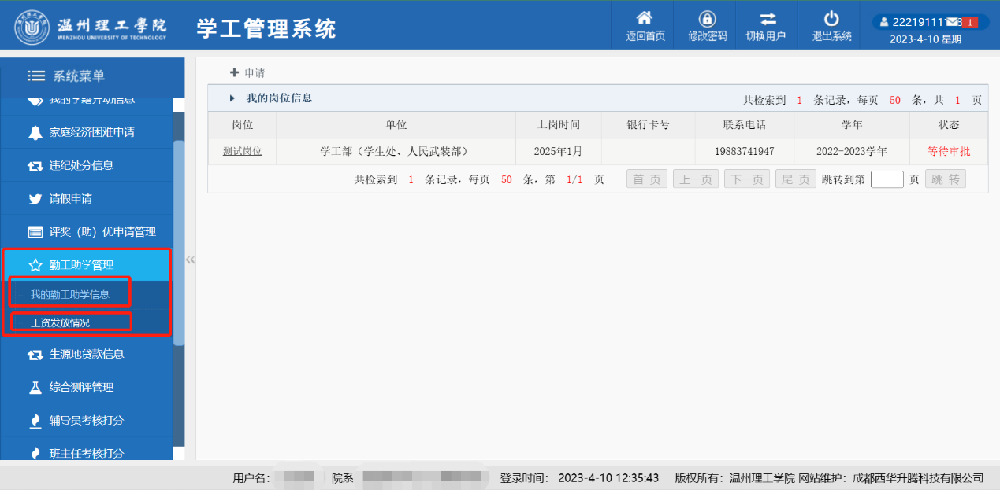 温州理工學院
WENZHOU UNIVERSITY OF TECHNOLOGY
学工管理系统
返回首页 修改密码 切换用户 退出系统
1
2023-4-10 星期一
系统菜单
我的学籍异动信息
家庭经济困难申请
违纪处分信息
请假申请
评奖（助）优申请管理
勤工助学管理
我的勤工助学信息
工资发放情况
生源地贷款信息
综合测评管理
辅导员考核打分
班主任考核打分
申请
我的岗位信息
共检索到 1 条记录，每页 50 条，共 1 页
岗位 单位 上岗时间 银行卡号 联系电话 学年 状态
测试岗位 学工部（学生处、人民武装部） 2025年1月 19883741947 2022-2023学年 等待审批
共检索到 1 条记录，每页 50 条，第 1/1 页 首 页 上一页 下一页 尾 页 跳转到第 页 跳 转
用户名： 院系 登录时间： 2023-4-10 12:35:43 版权所有：温州理工学院 网站维护：成都西华升腾科技有限公司